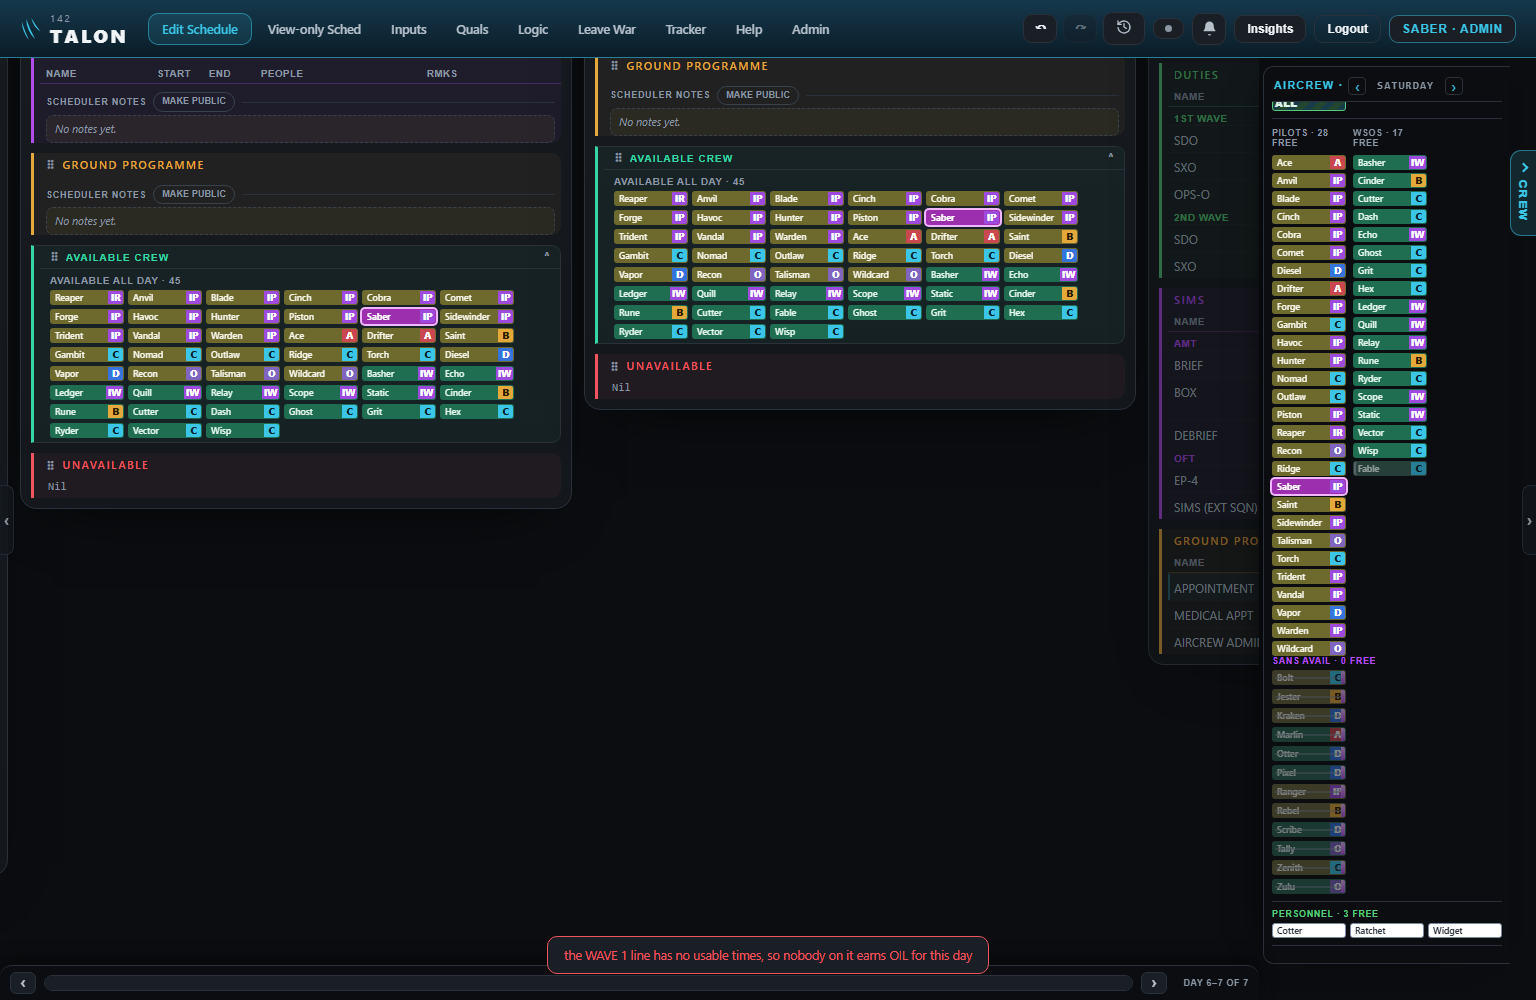 142
TALON
Edit Schedule
View-only Sched
Inputs
Quals
Logic
Leave War
Tracker
Help
Admin
Insights
Logout
SABER · ADMIN
NAME START END PEOPLE RMKS
SCHEDULER NOTES MAKE PUBLIC
No notes yet.
GROUND PROGRAMME
SCHEDULER NOTES MAKE PUBLIC
No notes yet.
AVAILABLE CREW
AVAILABLE ALL DAY · 45
Reaper IR Anvil IP Blade IP Cinch IP Cobra IP Comet IP
Forge IP Havoc IP Hunter IP Piston IP Saber IP Sidewinder IP
Trident IP Vandal IP Warden IP Ace A Drifter A Saint B
Gambit C Nomad C Outlaw C Ridge C Torch C Diesel D
Vapor D Recon O Talisman O Wildcard O Basher IW Echo IW
Ledger IW Quill IW Relay IW Scope IW Static IW Cinder B
Rune B Cutter C Dash C Ghost C Grit C Hex C
Ryder C Vector C Wisp C
UNAVAILABLE
Nil
GROUND PROGRAMME
SCHEDULER NOTES MAKE PUBLIC
No notes yet.
AVAILABLE CREW
AVAILABLE ALL DAY · 45
Reaper IR Anvil IP Blade IP Cinch IP Cobra IP Comet IP
Forge IP Havoc IP Hunter IP Piston IP Saber IP Sidewinder IP
Trident IP Vandal IP Warden IP Ace A Drifter A Saint B
Gambit C Nomad C Ridge C Outlaw C Torch C Diesel D
Vapor D Recon O Talisman O Wildcard O Basher IW Echo IW
Ledger IW Quill IW Relay IW Scope IW Static IW Cinder B
Rune B Cutter C Fable C Ghost C Grit C Hex C
Ryder C Vector C Wisp C
UNAVAILABLE
Nil
DUTIES
NAME
1ST WAVE
SDO
SXO
OPS-O
2ND WAVE
SDO
SXO
SIMS
NAME
AMT
BRIEF
BOX
DEBRIEF
OFT
EP-4
SIMS (EXT SQN)
GROUND PRO
NAME
APPOINTMENT
MEDICAL APPT
AIRCREW ADMI
AIRCREW · ‹ SATURDAY ›
ALL
PILOTS · 28 FREE
WSOS · 17 FREE
Ace A Basher IW
Anvil IP Cinder B
Blade IP Cutter C
Cinch IP Dash C
Cobra IP Echo IW
Comet IP Ghost C
Diesel D Grit C
Drifter A Hex C
Forge IP Ledger IW
Gambit C Quill IW
Havoc IP Relay IW
Hunter IP Rune B
Nomad C Ryder C
Outlaw C Scope IW
Piston IP Static IW
Reaper IR Vector C
Recon O Wisp C
Ridge C Fable C
Saber IP
Saint B
Sidewinder IP
Talisman O
Torch C
Trident IP
Vandal IP
Vapor D
Warden IP
Wildcard O
SANS AVAIL · 0 FREE
Bolt C
Jester B
Kraken D
Marlin A
Otter D
Pixel D
Ranger IP
Rebel B
Scribe D
Tally O
Zenith C
Zulu O
PERSONNEL · 3 FREE
Cotter Ratchet Widget
CREW
the WAVE 1 line has no usable times, so nobody on it earns OIL for this day
DAY 6–7 OF 7